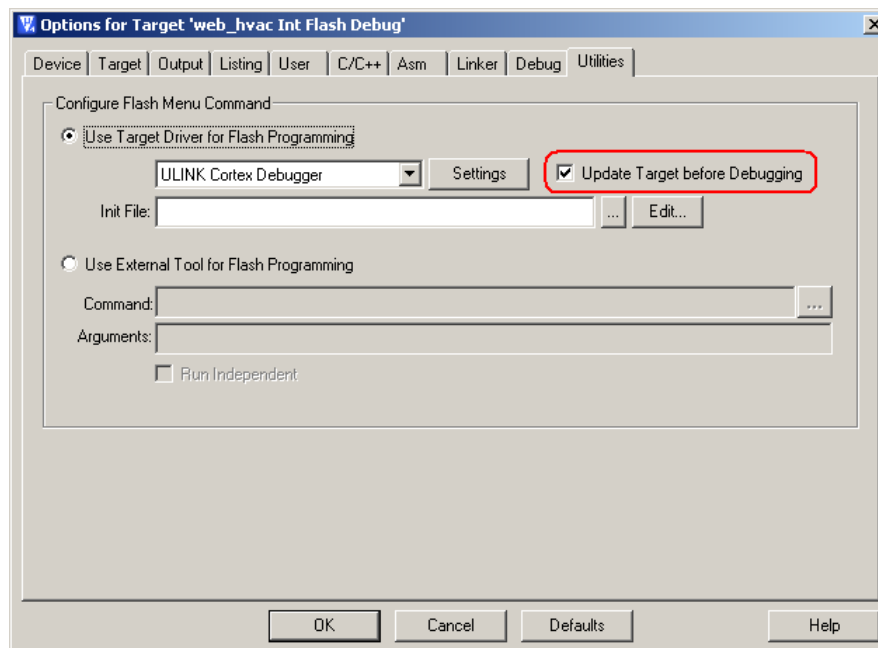 Options for Target 'web_hvac Int Flash Debug'
Device Target Output Listing User C/C++ Asm Linker Debug Utilities
Configure Flash Menu Command
Use Target Driver for Flash Programming
ULINK Cortex Debugger Settings Update Target before Debugging
Init File: ... Edit...
Use External Tool for Flash Programming
Command: ...
Arguments:
Run Independent
OK Cancel Defaults Help